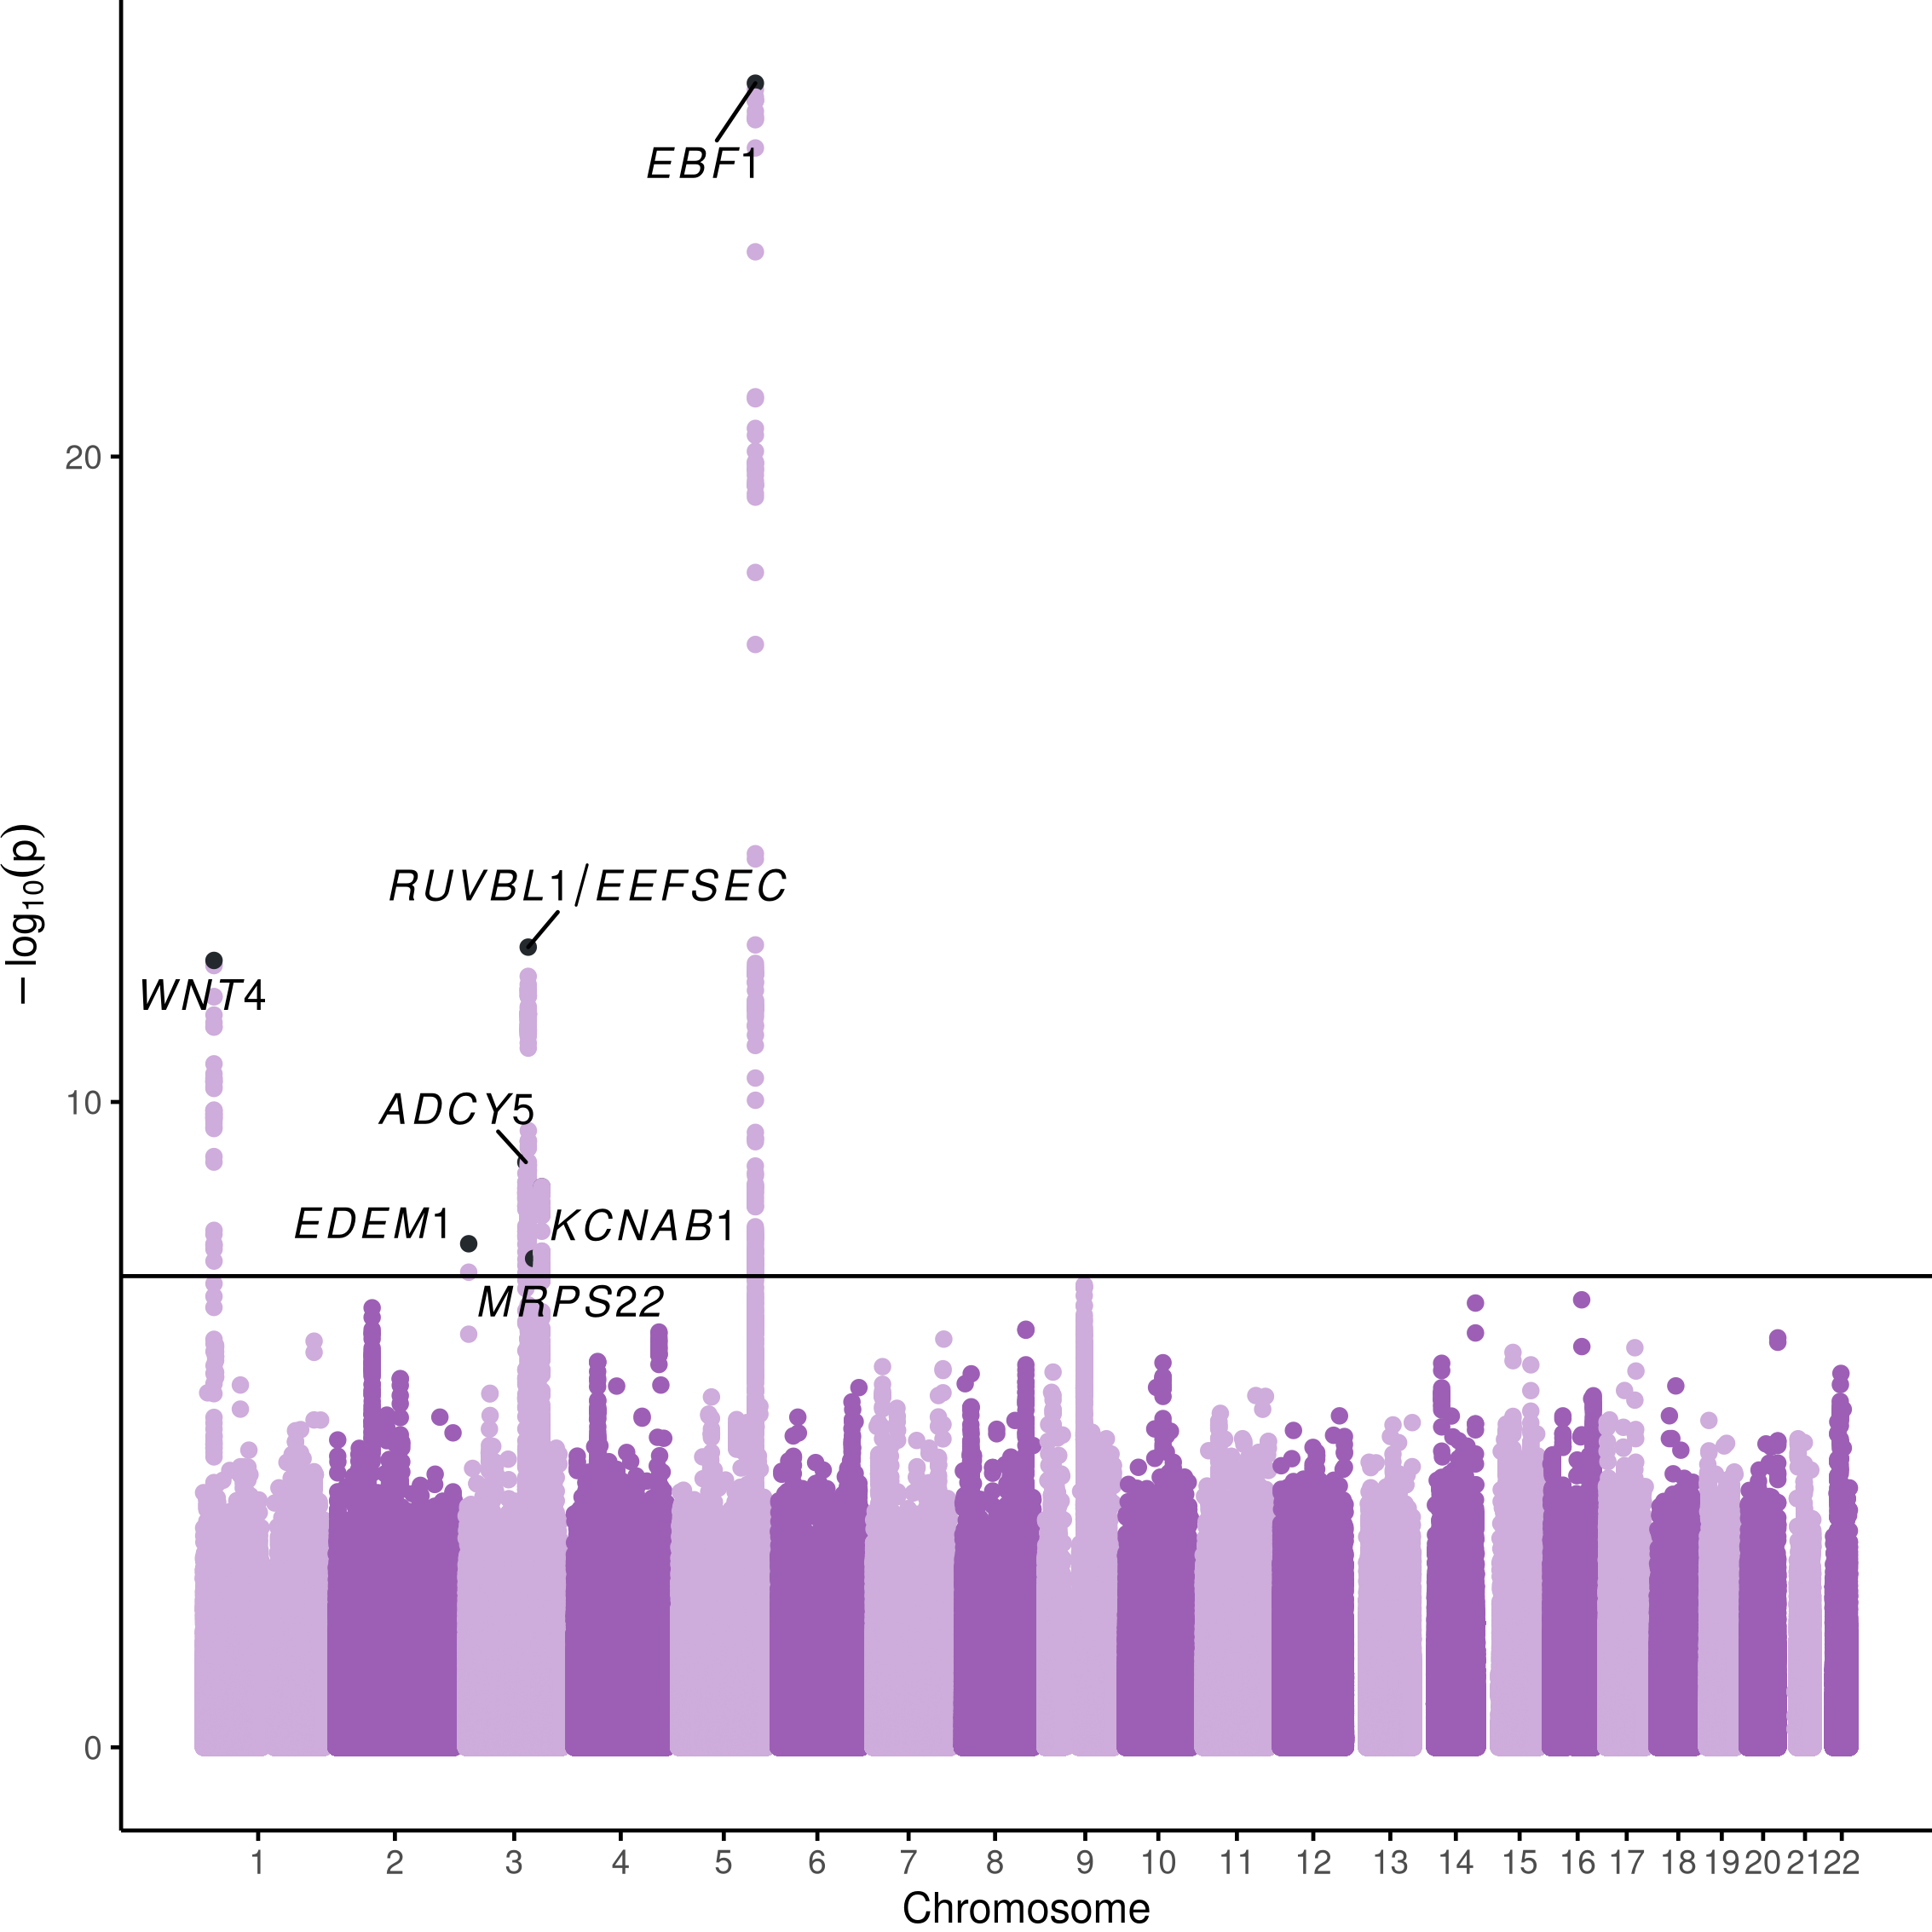 EBF1
20
RUVBL1/EEFSEC
WNT4
− log10(p)
10
ADCY5
EDEM1
KCNAB1
MRPS22
0
1 2 3 4 5 6 7 8 9 10 11 12 13 14 15 16 17 18 19 20 21 22
Chromosome